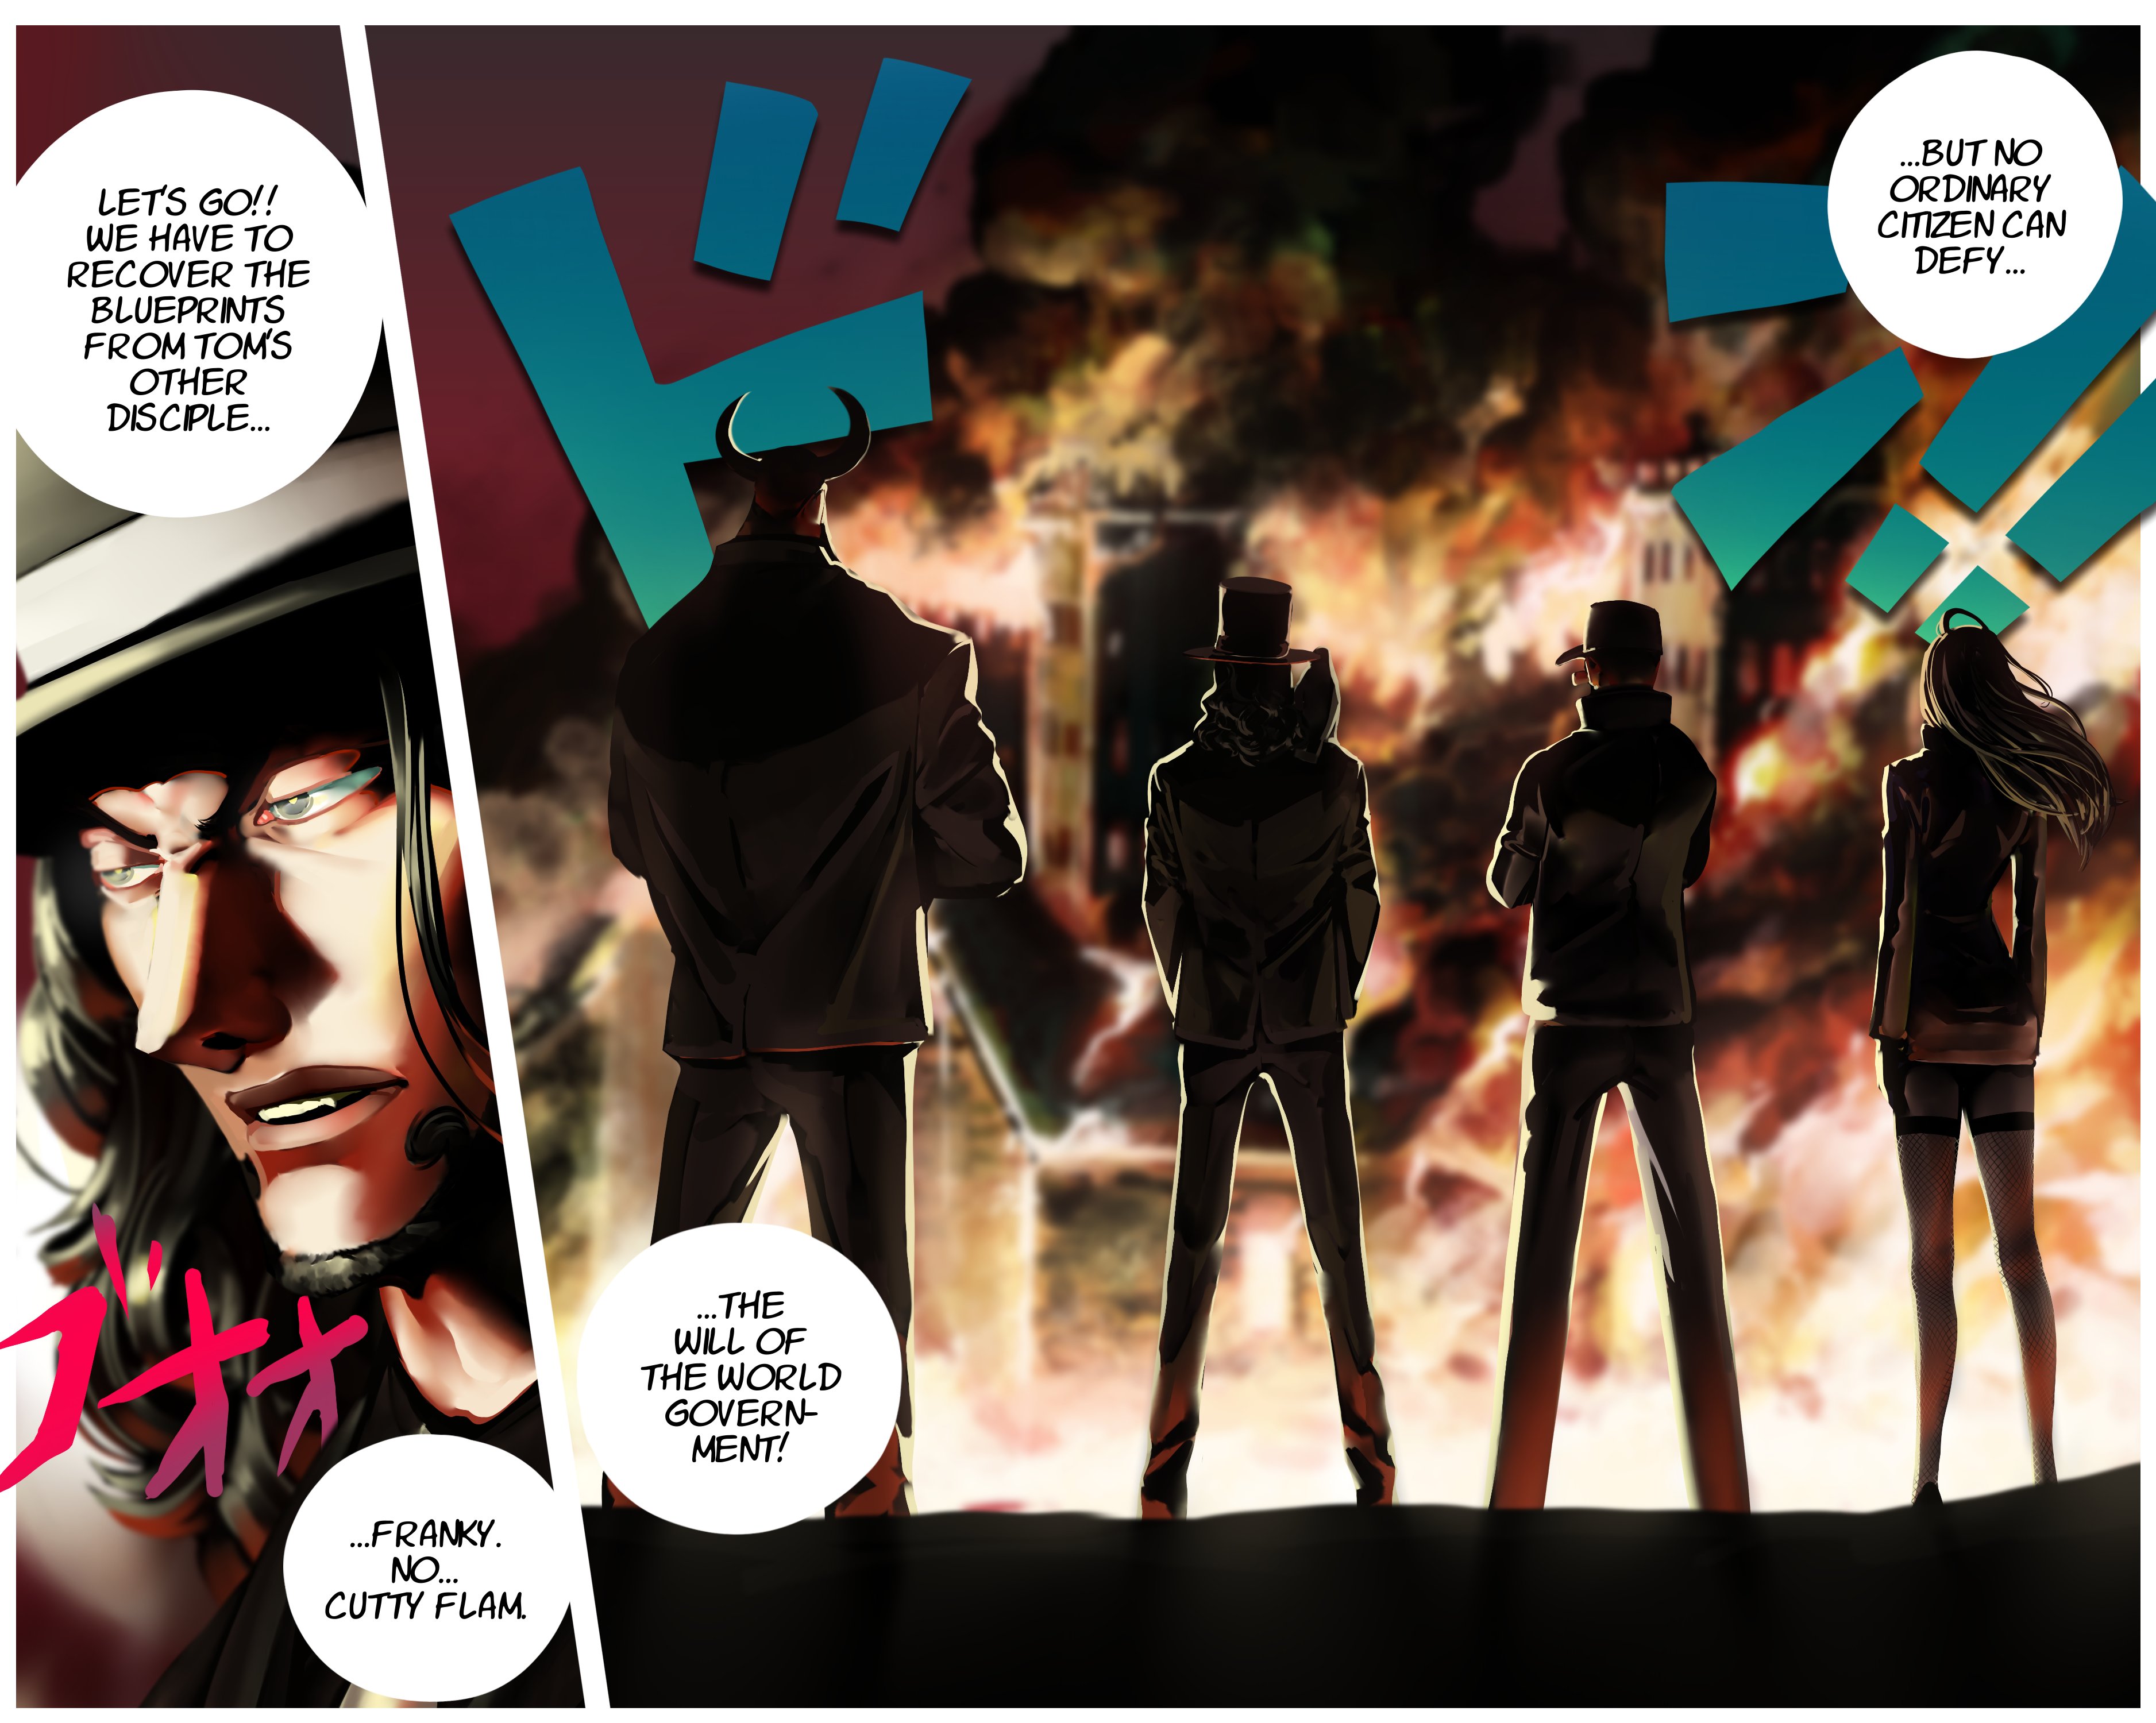 ...BUT NO
ORDINARY
CITIZEN CAN
DEFY...
ドン!!
...THE
WILL OF
THE WORLD
GOVERN-
MENT!
LET'S GO!!
WE HAVE TO
RECOVER THE
BLUEPRINTS
FROM TOM'S
OTHER
DISCIPLE...
ゴオオ
...FRANKY.
NO...
CUTTY FLAM.